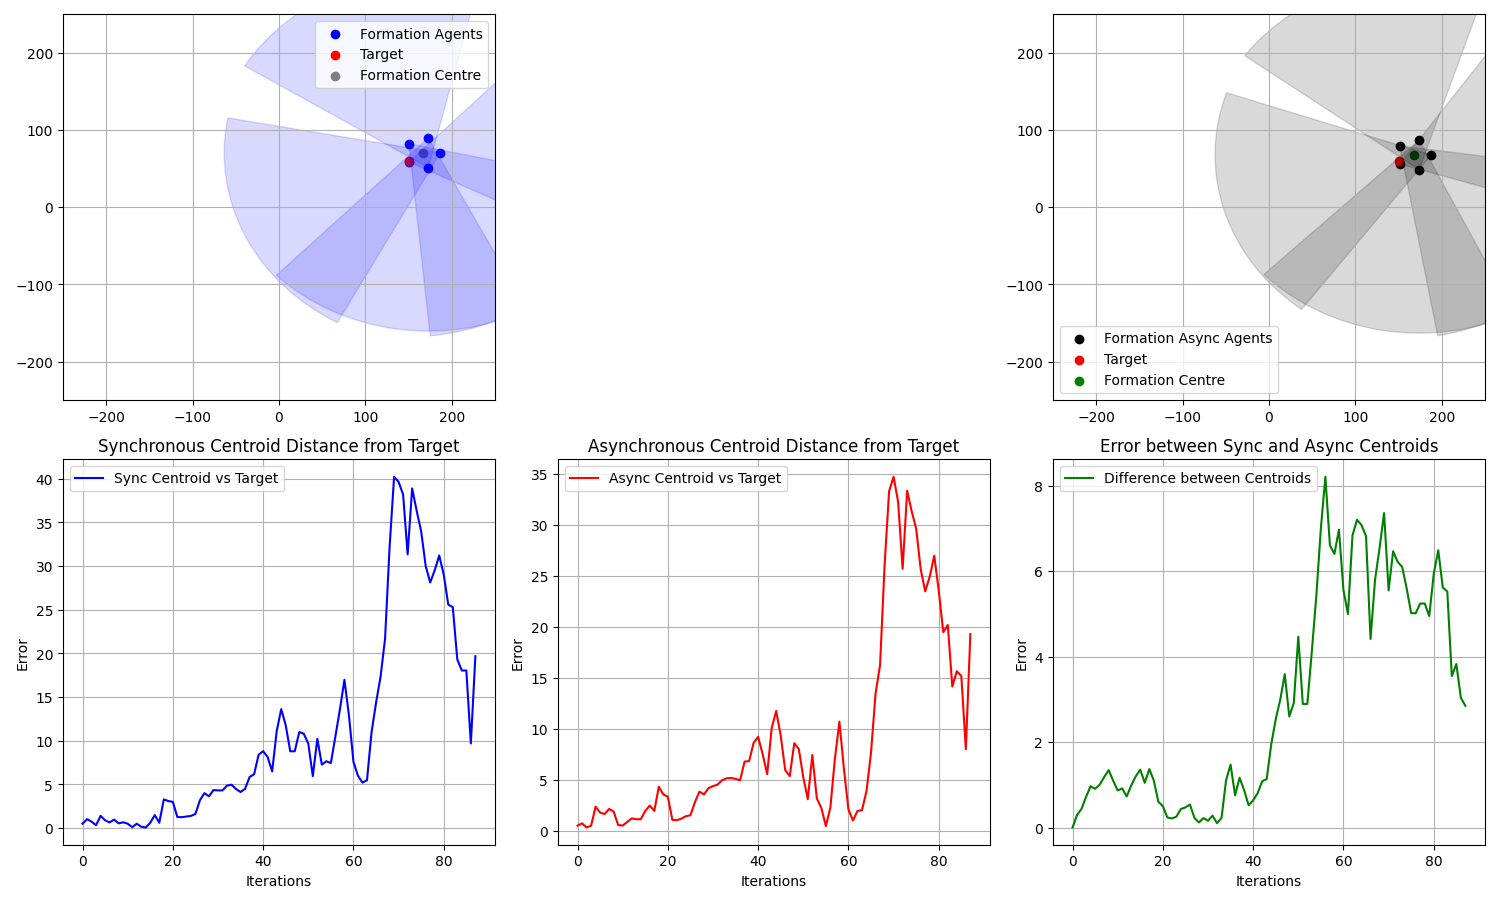 Formation Agents
Target
Formation Centre
200
100
0
−100
−200
−200 −100 0 100 200
200
100
0
−100
−200
Formation Async Agents
Target
Formation Centre
−200 −100 0 100 200
Synchronous Centroid Distance from Target
Sync Centroid vs Target
Error
40
35
30
25
20
15
10
5
0
0 20 40 60 80
Iterations
Asynchronous Centroid Distance from Target
Async Centroid vs Target
Error
35
30
25
20
15
10
5
0
0 20 40 60 80
Iterations
Error between Sync and Async Centroids
Difference between Centroids
Error
8
6
4
2
0
0 20 40 60 80
Iterations